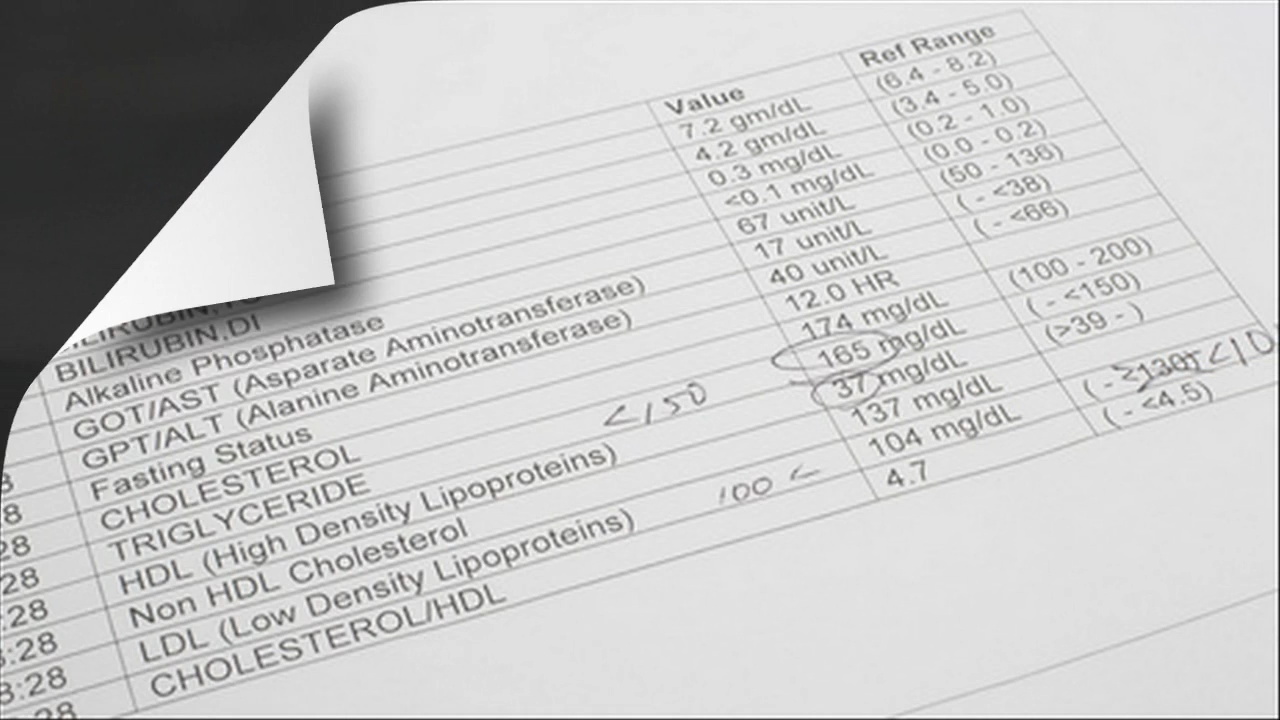 Value Ref Range
7.2 gm/dL (6.4 - 8.2)
4.2 gm/dL (3.4 - 5.0)
0.3 mg/dL (0.2 - 1.0)
BILIRUBIN,DI <0.1 mg/dL (0.0 - 0.2)
Alkaline Phosphatase 67 unit/L (50 - 136)
GOT/AST (Asparate Aminotransferase) 17 unit/L ( - <38)
8 GPT/ALT (Alanine Aminotransferase) 40 unit/L ( - <66)
8 Fasting Status 12.0 HR
28 CHOLESTEROL 174 mg/dL (100 - 200)
28 TRIGLYCERIDE <150 165 mg/dL ( - <150)
:28 HDL (High Density Lipoproteins) 37 mg/dL (>39 - )
:28 Non HDL Cholesterol 137 mg/dL
3:28 LDL (Low Density Lipoproteins) 100 < 104 mg/dL ( - <10
28 CHOLESTEROL/HDL 4.7 ( - <4.5)